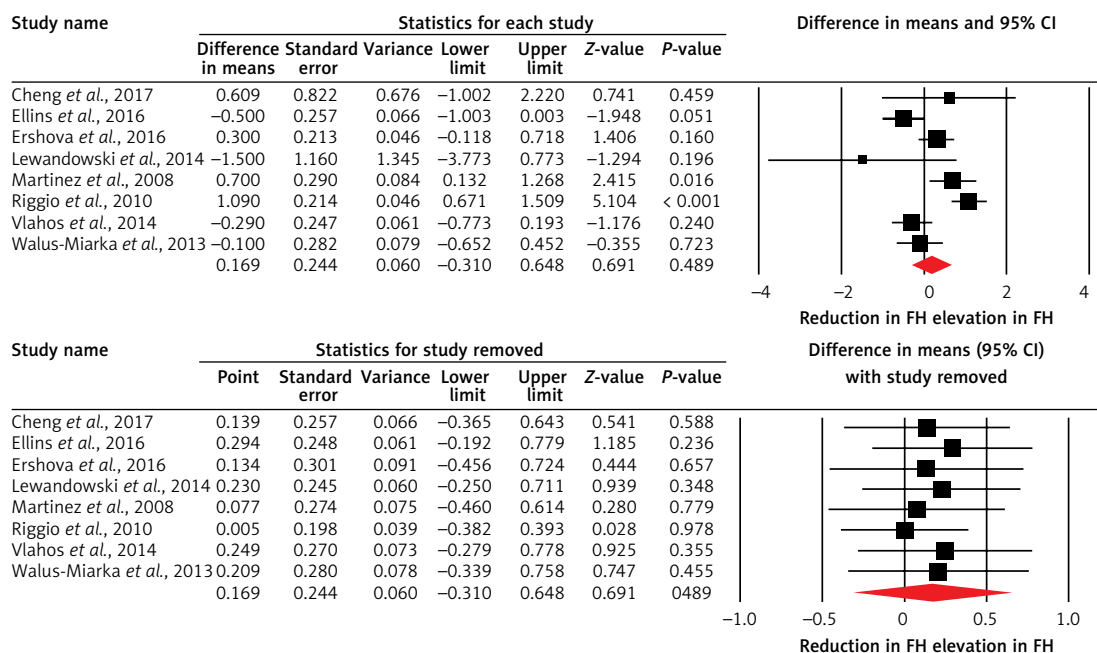 Study name Statistics for each study Difference in means and 95% CI
Difference Standard Variance Lower Upper Z-value P-value
in means error limit limit
Cheng et al., 2017 0.609 0.822 0.676 −1.002 2.220 0.741 0.459
Ellins et al., 2016 −0.500 0.257 0.066 −1.003 0.003 −1.948 0.051
Ershova et al., 2016 0.300 0.213 0.046 −0.118 0.718 1.406 0.160
Lewandowski et al., 2014 −1.500 1.160 1.345 −3.773 0.773 −1.294 0.196
Martinez et al., 2008 0.700 0.290 0.084 0.132 1.268 2.415 0.016
Riggio et al., 2010 1.090 0.214 0.046 0.671 1.509 5.104 < 0.001
Vlahos et al., 2014 −0.290 0.247 0.061 −0.773 0.193 −1.176 0.240
Walus-Miarka et al., 2013 −0.100 0.282 0.079 −0.652 0.452 −0.355 0.723
0.169 0.244 0.060 −0.310 0.648 0.691 0.489
−4 −2 0 2 4
Reduction in FH elevation in FH
Study name Statistics for study removed Difference in means (95% CI)
with study removed
Point Standard Variance Lower Upper Z-value P-value
error limit limit
Cheng et al., 2017 0.139 0.257 0.066 −0.365 0.643 0.541 0.588
Ellins et al., 2016 0.294 0.248 0.061 −0.192 0.779 1.185 0.236
Ershova et al., 2016 0.134 0.301 0.091 −0.456 0.724 0.444 0.657
Lewandowski et al., 2014 0.230 0.245 0.060 −0.250 0.711 0.939 0.348
Martinez et al., 2008 0.077 0.274 0.075 −0.460 0.614 0.280 0.779
Riggio et al., 2010 0.005 0.198 0.039 −0.382 0.393 0.028 0.978
Vlahos et al., 2014 0.249 0.270 0.073 −0.279 0.778 0.925 0.355
Walus-Miarka et al., 2013 0.209 0.280 0.078 −0.339 0.758 0.747 0.455
0.169 0.244 0.060 −0.310 0.648 0.691 0489
−1.0 −0.5 0 0.5 1.0
Reduction in FH elevation in FH